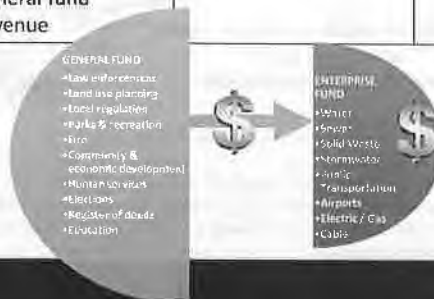 neral fund
venue
GENERAL FUND
•Law enforcement
•Land use planning
•Local regulation
•Parks & recreation
•Fire
•Community &
economic development
•Human services
•Elections
•Register of deeds
•Education
$
ENTERPRISE
FUND
•Water
•Sewer
•Solid Waste
•Stormwater
•Public
Transportation
•Airports
•Electric / Gas
•Cable
$